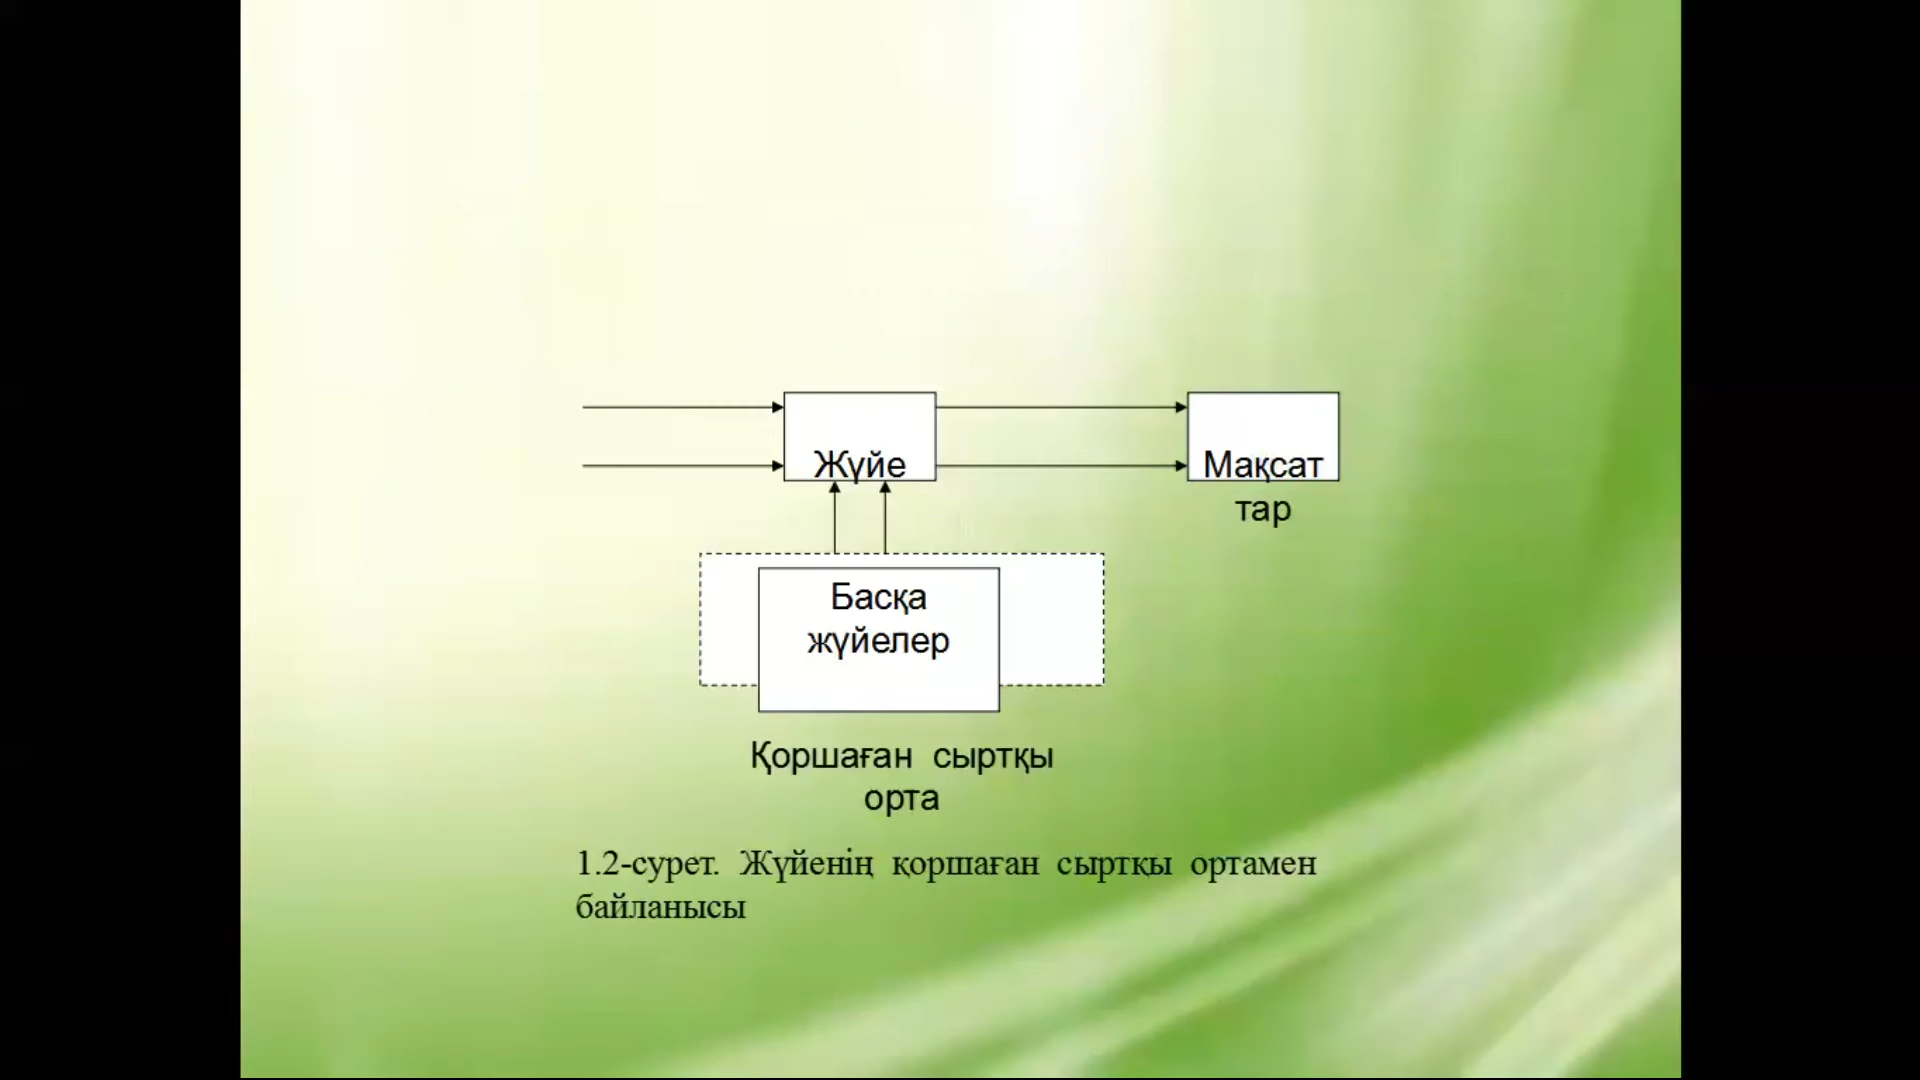 Жүйе
Мақсат
тар
Басқа
жүйелер
Қоршаған сыртқы
орта
1.2-сурет. Жүйенің қоршаған сыртқы ортамен
байланысы